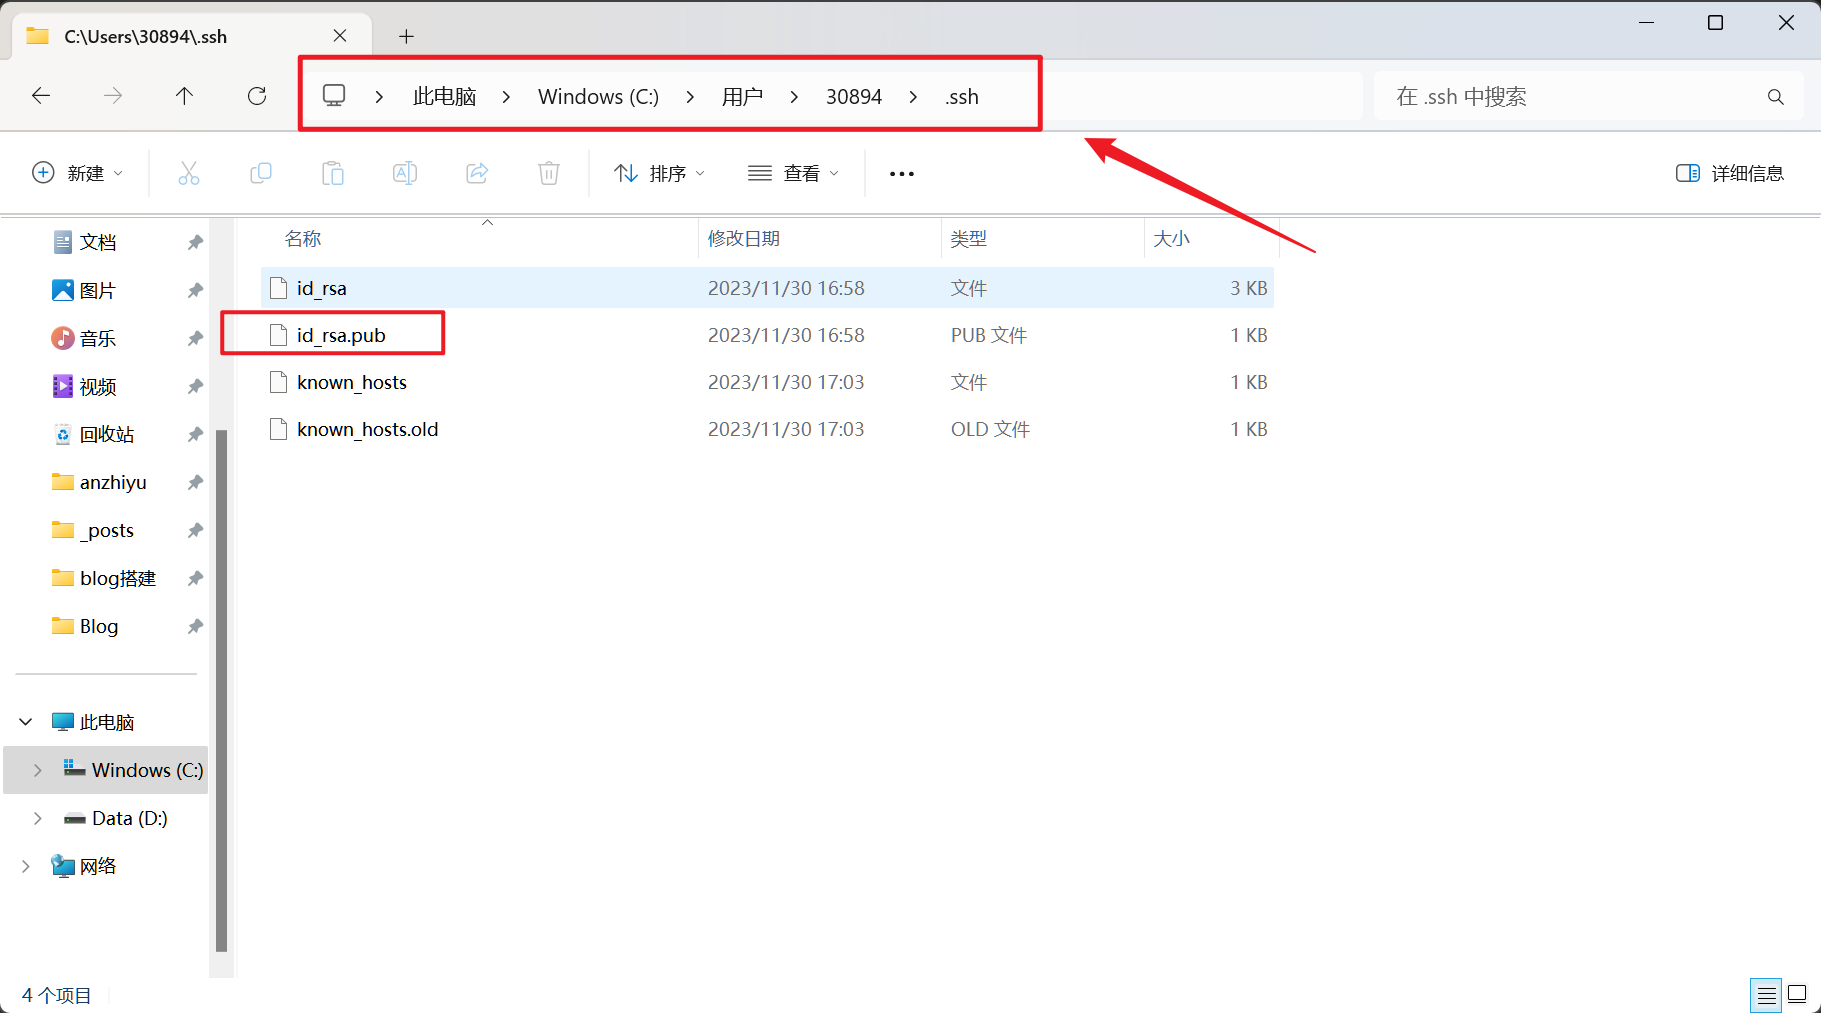 C:\Users\30894\.ssh
此电脑 Windows (C:) 用户 30894 .ssh
在 .ssh 中搜索
新建 排序 查看 详细信息
名称 修改日期 类型 大小
id_rsa 2023/11/30 16:58 文件 3 KB
id_rsa.pub 2023/11/30 16:58 PUB 文件 1 KB
known_hosts 2023/11/30 17:03 文件 1 KB
known_hosts.old 2023/11/30 17:03 OLD 文件 1 KB
文档
图片
音乐
视频
回收站
anzhiyu
_posts
blog搭建
Blog
此电脑
Windows (C:)
Data (D:)
网络
4 个项目